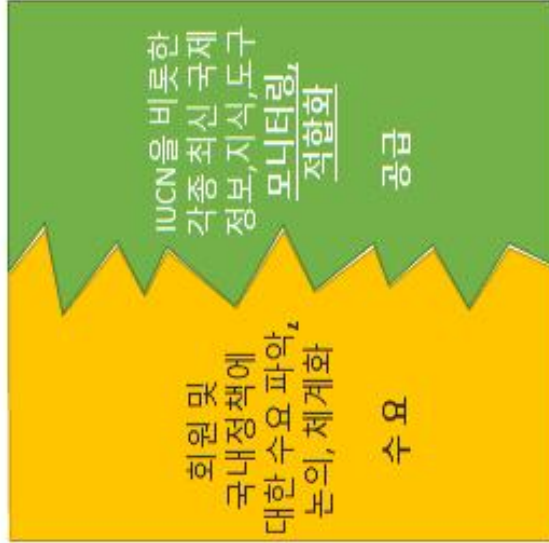 회원 및
국내정책에
대한 수요 파악,
논의, 체계화
수요
IUCN을 비롯한
각종 최신 국제
정보,지식,도구
모니터링,
적합화
공급